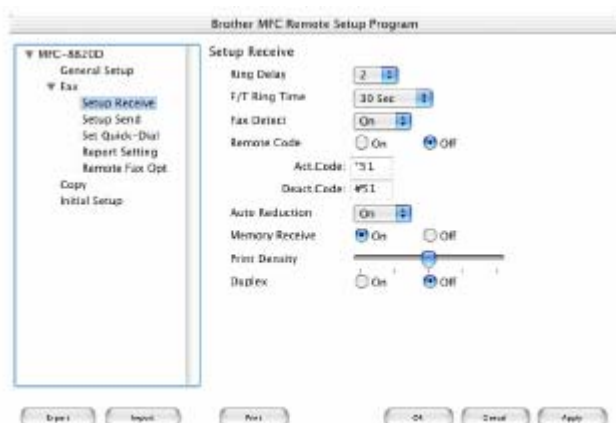 Brother MFC Remote Setup Program
MFC-8820D
General Setup
Fax
Setup Receive
Setup Send
Set Quick-Dial
Report Setting
Remote Fax Opt
Copy
Initial Setup
Setup Receive
Ring Delay 2
F/T Ring Time 30 Sec
Fax Detect On
Remote Code On Off
Act.Code: *51
Deact.Code: #51
Auto Reduction On
Memory Receive On Off
Print Density
Duplex On Off
Export Import Print OK Cancel Apply